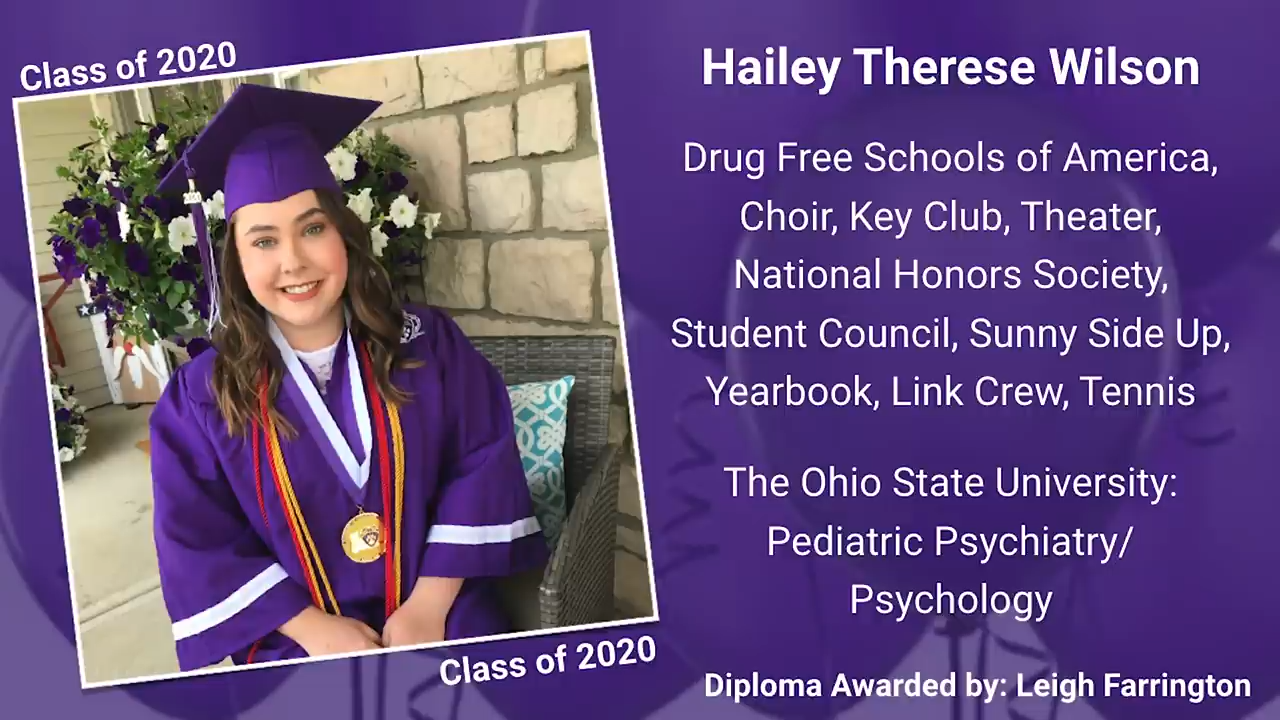 Class of 2020
Hailey Therese Wilson
Drug Free Schools of America,
Choir, Key Club, Theater,
National Honors Society,
Student Council, Sunny Side Up,
Yearbook, Link Crew, Tennis
The Ohio State University:
Pediatric Psychiatry/
Psychology
Class of 2020
Diploma Awarded by: Leigh Farrington